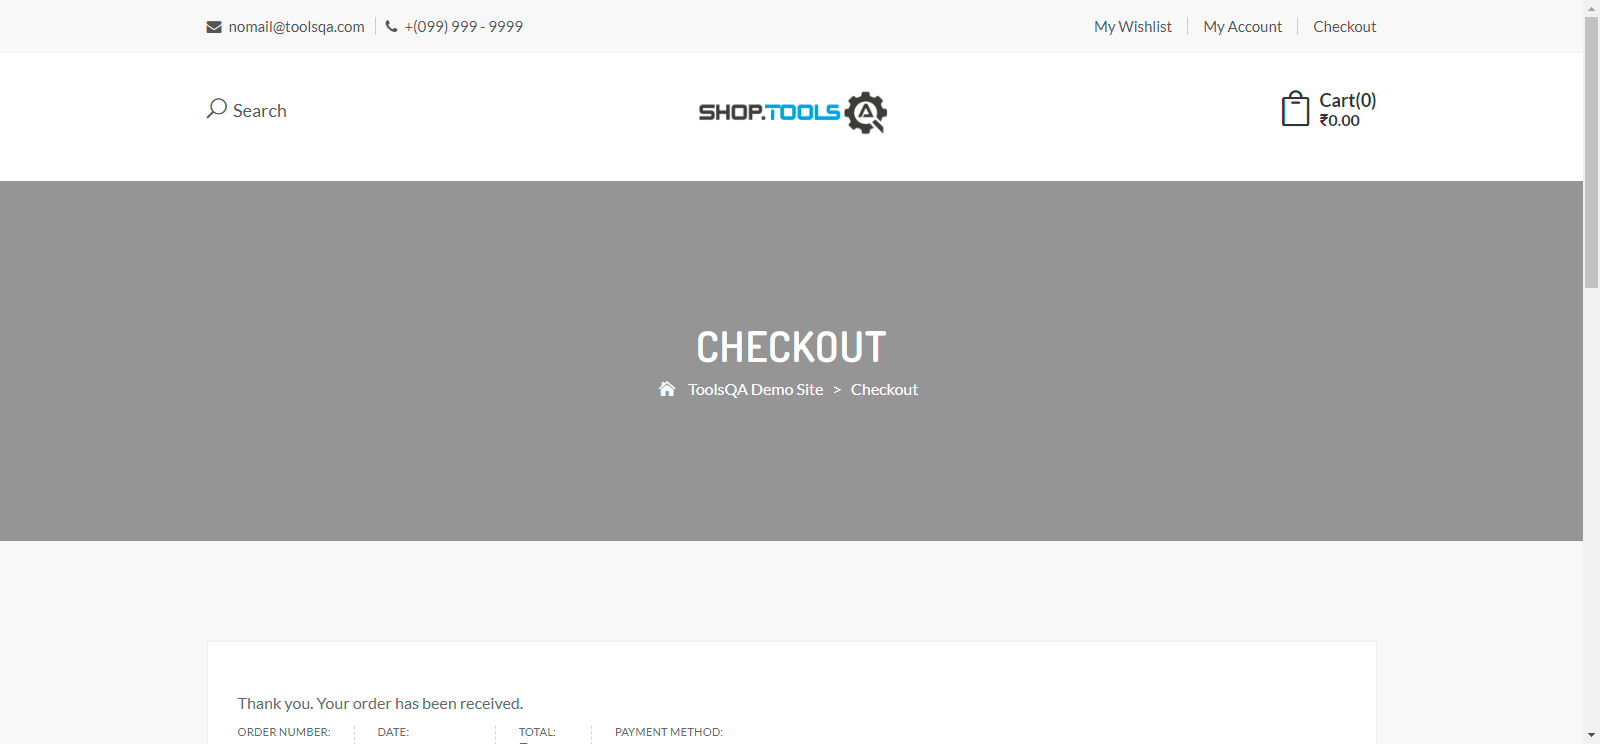 nomail@toolsqa.com
+(099) 999 - 9999
My Wishlist
My Account
Checkout
Search
SHOP.TOOLS QA
Cart(0)
₹0.00
CHECKOUT
ToolsQA Demo Site > Checkout
Thank you. Your order has been received.
ORDER NUMBER:
DATE:
TOTAL:
PAYMENT METHOD: